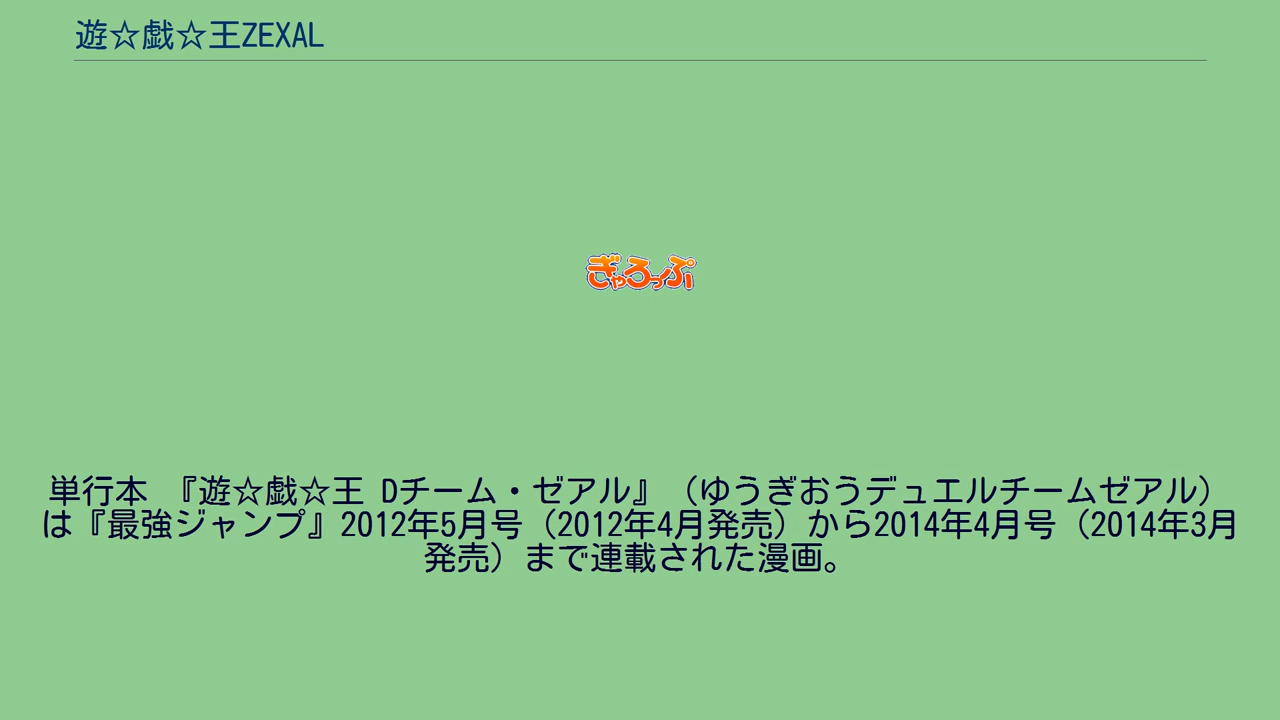 遊☆戯☆王ZEXAL
ぎゃろっぷ
単行本 『遊☆戯☆王 Dチーム・ゼアル』（ゆうぎおうデュエルチームゼアル）
は『最強ジャンプ』2012年5月号（2012年4月発売）から2014年4月号（2014年3月
発売）まで連載された漫画。